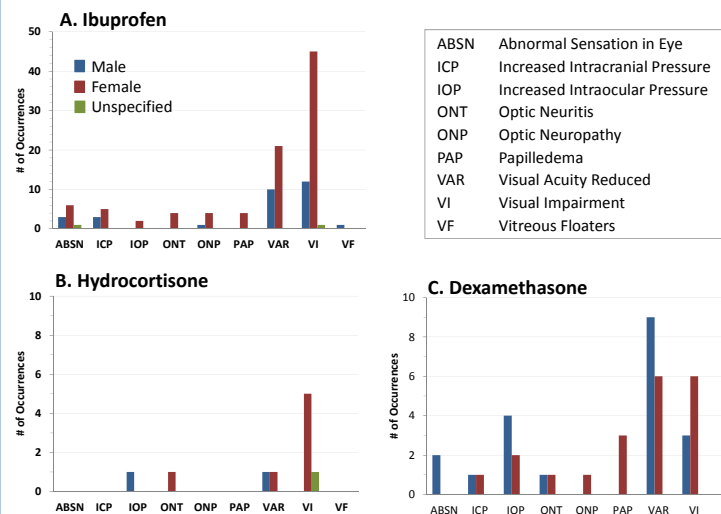 A. Ibuprofen
50
40
30
20
10
0
# of Occurrences
Male
Female
Unspecified
ABSN ICP IOP ONT ONP PAP VAR VI VF
ABSN Abnormal Sensation in Eye
ICP Increased Intracranial Pressure
IOP Increased Intraocular Pressure
ONT Optic Neuritis
ONP Optic Neuropathy
PAP Papilledema
VAR Visual Acuity Reduced
VI Visual Impairment
VF Vitreous Floaters
B. Hydrocortisone
10
8
6
4
2
0
# of Occurrences
ABSN ICP IOP ONT ONP PAP VAR VI VF
C. Dexamethasone
10
8
6
4
2
0
# of Occurrences
ABSN ICP IOP ONT ONP PAP VAR VI